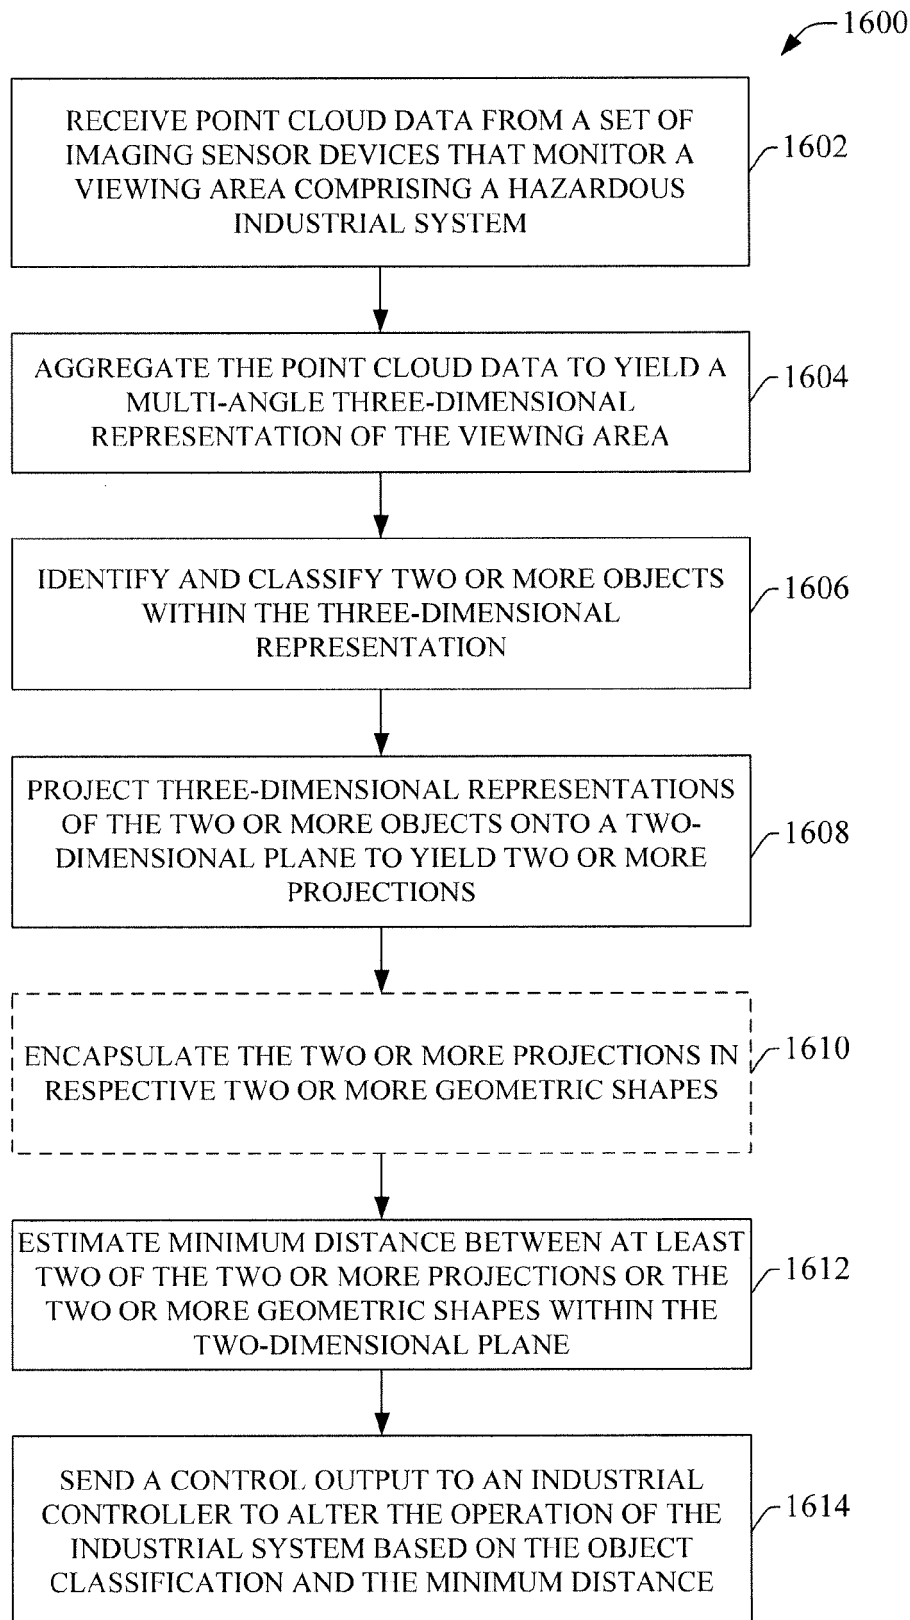 1600
RECEIVE POINT CLOUD DATA FROM A SET OF
IMAGING SENSOR DEVICES THAT MONITOR A
VIEWING AREA COMPRISING A HAZARDOUS
INDUSTRIAL SYSTEM
1602
AGGREGATE THE POINT CLOUD DATA TO YIELD A
MULTI-ANGLE THREE-DIMENSIONAL
REPRESENTATION OF THE VIEWING AREA
1604
IDENTIFY AND CLASSIFY TWO OR MORE OBJECTS
WITHIN THE THREE-DIMENSIONAL
REPRESENTATION
1606
PROJECT THREE-DIMENSIONAL REPRESENTATIONS
OF THE TWO OR MORE OBJECTS ONTO A TWO-
DIMENSIONAL PLANE TO YIELD TWO OR MORE
PROJECTIONS
1608
ENCAPSULATE THE TWO OR MORE PROJECTIONS IN
RESPECTIVE TWO OR MORE GEOMETRIC SHAPES
1610
ESTIMATE MINIMUM DISTANCE BETWEEN AT LEAST
TWO OF THE TWO OR MORE PROJECTIONS OR THE
TWO OR MORE GEOMETRIC SHAPES WITHIN THE
TWO-DIMENSIONAL PLANE
1612
SEND A CONTROL OUTPUT TO AN INDUSTRIAL
CONTROLLER TO ALTER THE OPERATION OF THE
INDUSTRIAL SYSTEM BASED ON THE OBJECT
CLASSIFICATION AND THE MINIMUM DISTANCE
1614